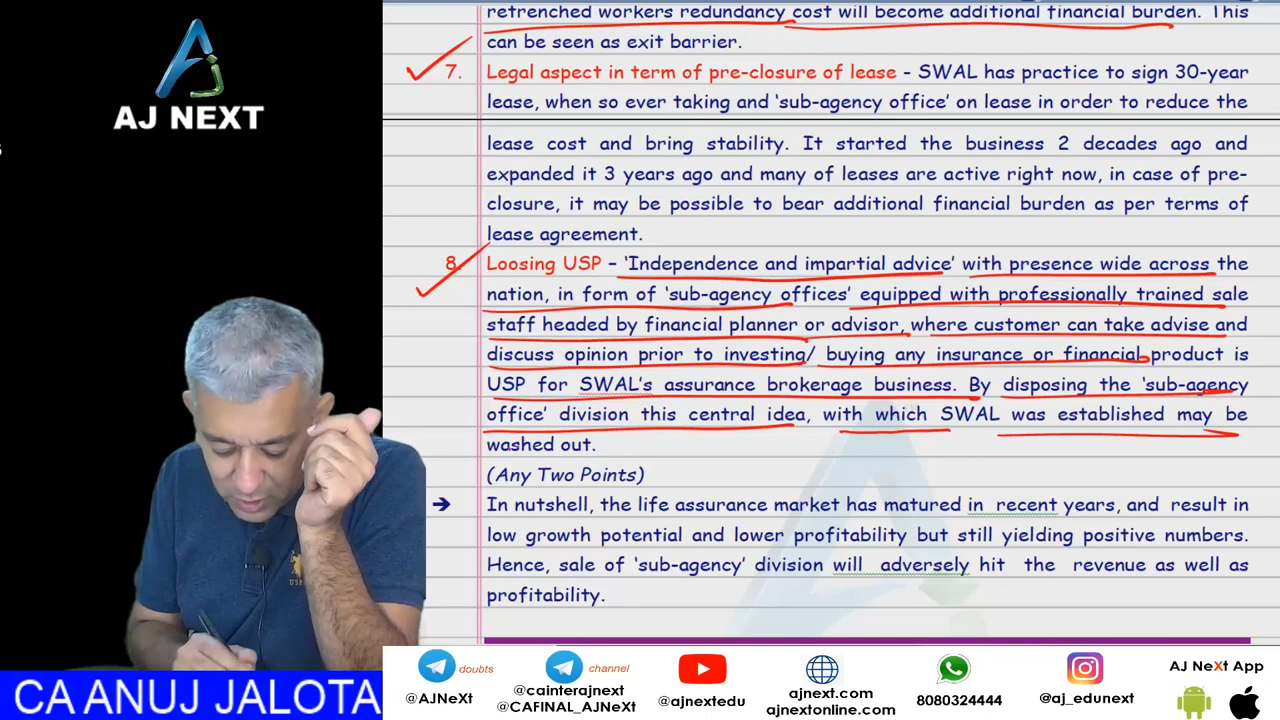 AJ NEXT
retrenched workers redundancy cost will become additional financial burden. This
can be seen as exit barrier.
7. Legal aspect in term of pre-closure of lease - SWAL has practice to sign 30-year
lease, when so ever taking and ‘sub-agency office’ on lease in order to reduce the
lease cost and bring stability. It started the business 2 decades ago and
expanded it 3 years ago and many of leases are active right now, in case of pre-
closure, it may be possible to bear additional financial burden as per terms of
lease agreement.
8. Loosing USP – ‘Independence and impartial advice’ with presence wide across the
nation, in form of ‘sub-agency offices’ equipped with professionally trained sale
staff headed by financial planner or advisor, where customer can take advise and
discuss opinion prior to investing/ buying any insurance or financial product is
USP for SWAL’s assurance brokerage business. By disposing the ‘sub-agency
office’ division this central idea, with which SWAL was established may be
washed out.
(Any Two Points)
➔ In nutshell, the life assurance market has matured in recent years, and result in
low growth potential and lower profitability but still yielding positive numbers.
Hence, sale of ‘sub-agency’ division will adversely hit the revenue as well as
profitability.
CA ANUJ JALOTA
doubts
@AJNeXt
channel
@cainterajnext
@CAFINAL_AJNeXt
@ajnextedu
ajnext.com
ajnextonline.com
8080324444
@aj_edunext
AJ NeXt App